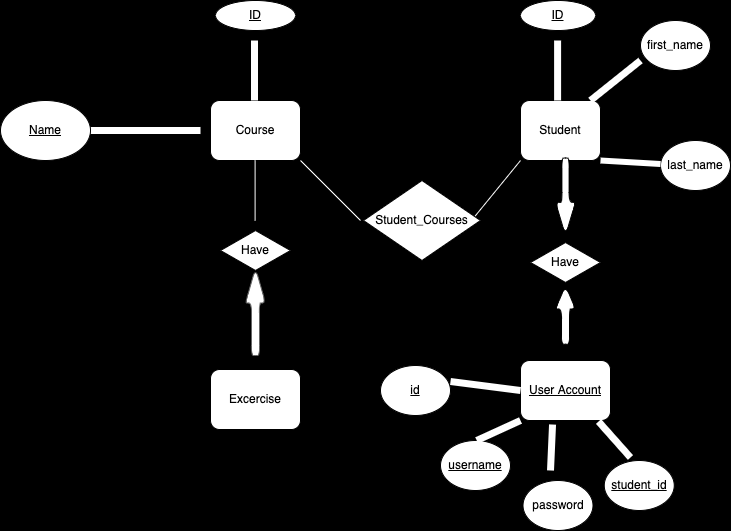 ID
ID
first_name
Name
Course
Student
last_name
Student_Courses
Have
Have
id
User Account
Excercise
username
student_id
password